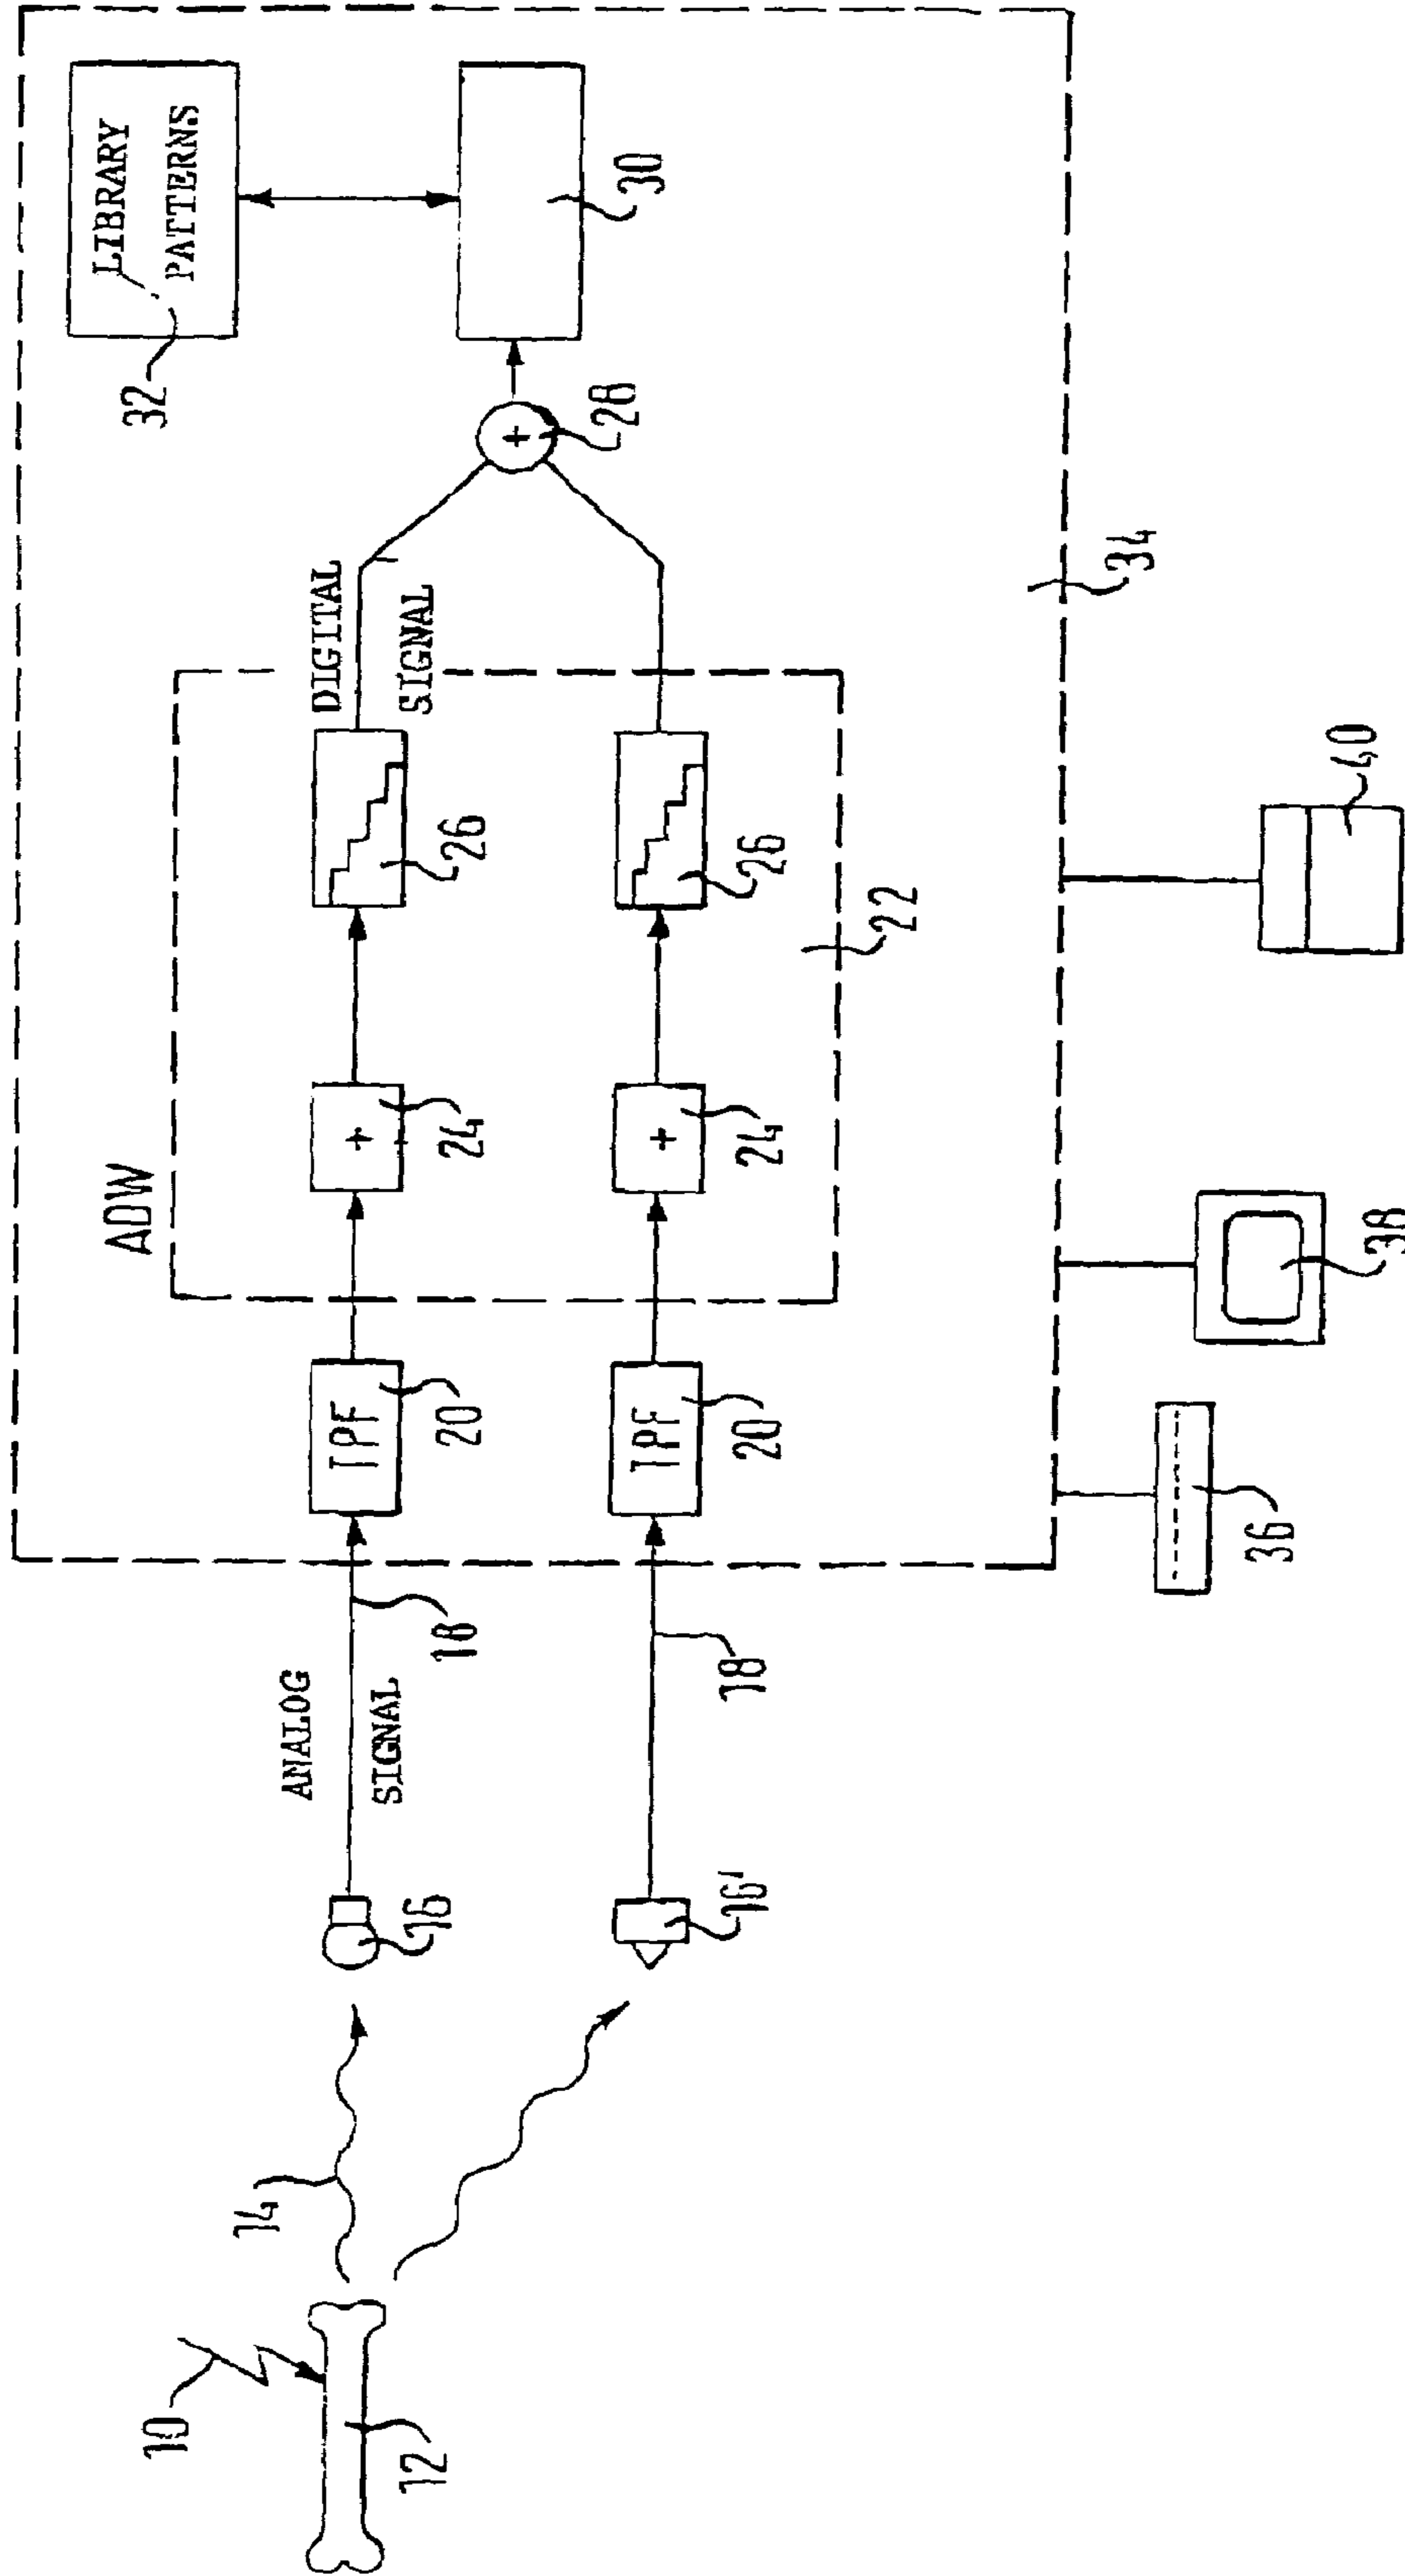 10
12
14
16
16'
ANALOG
SIGNAL
18
18
TPF
20
TPF
20
ADW
+
24
+
24
26
26
22
DIGITAL
SIGNAL
+
28
30
LIBRARY
PATTERNS
32
34
36
38
40